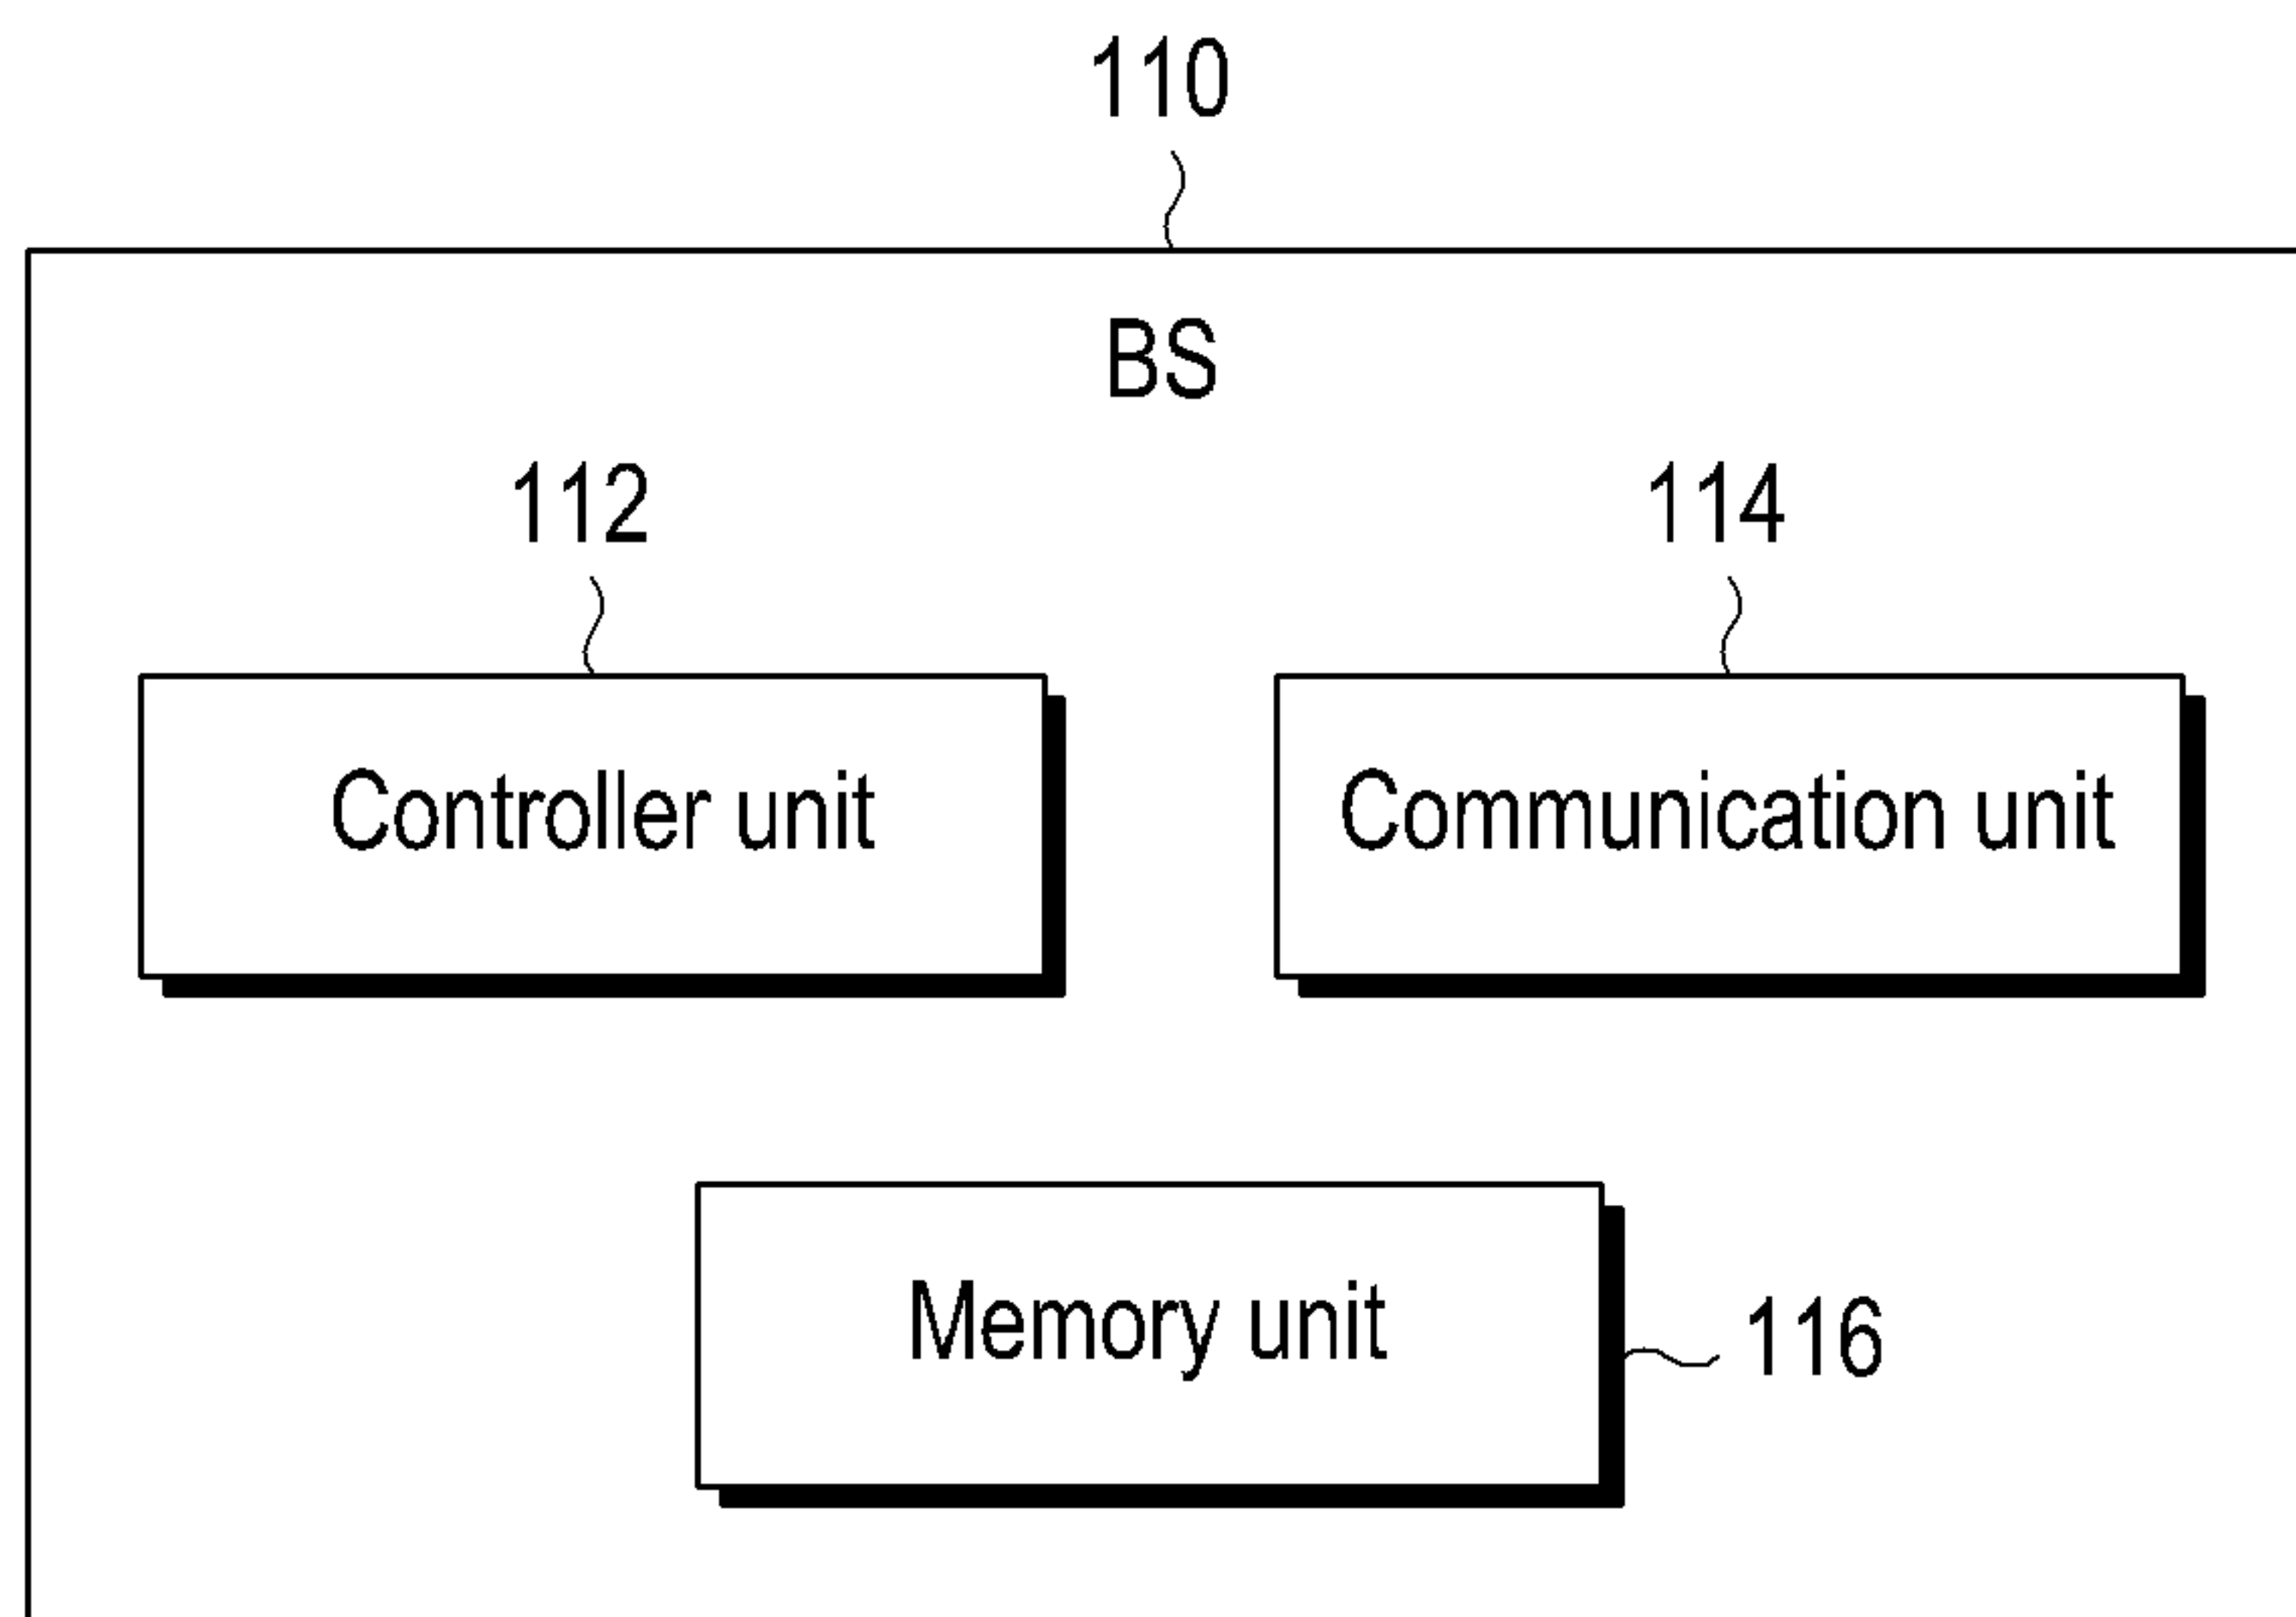 110
BS
112
114
Controller unit
Communication unit
Memory unit
116